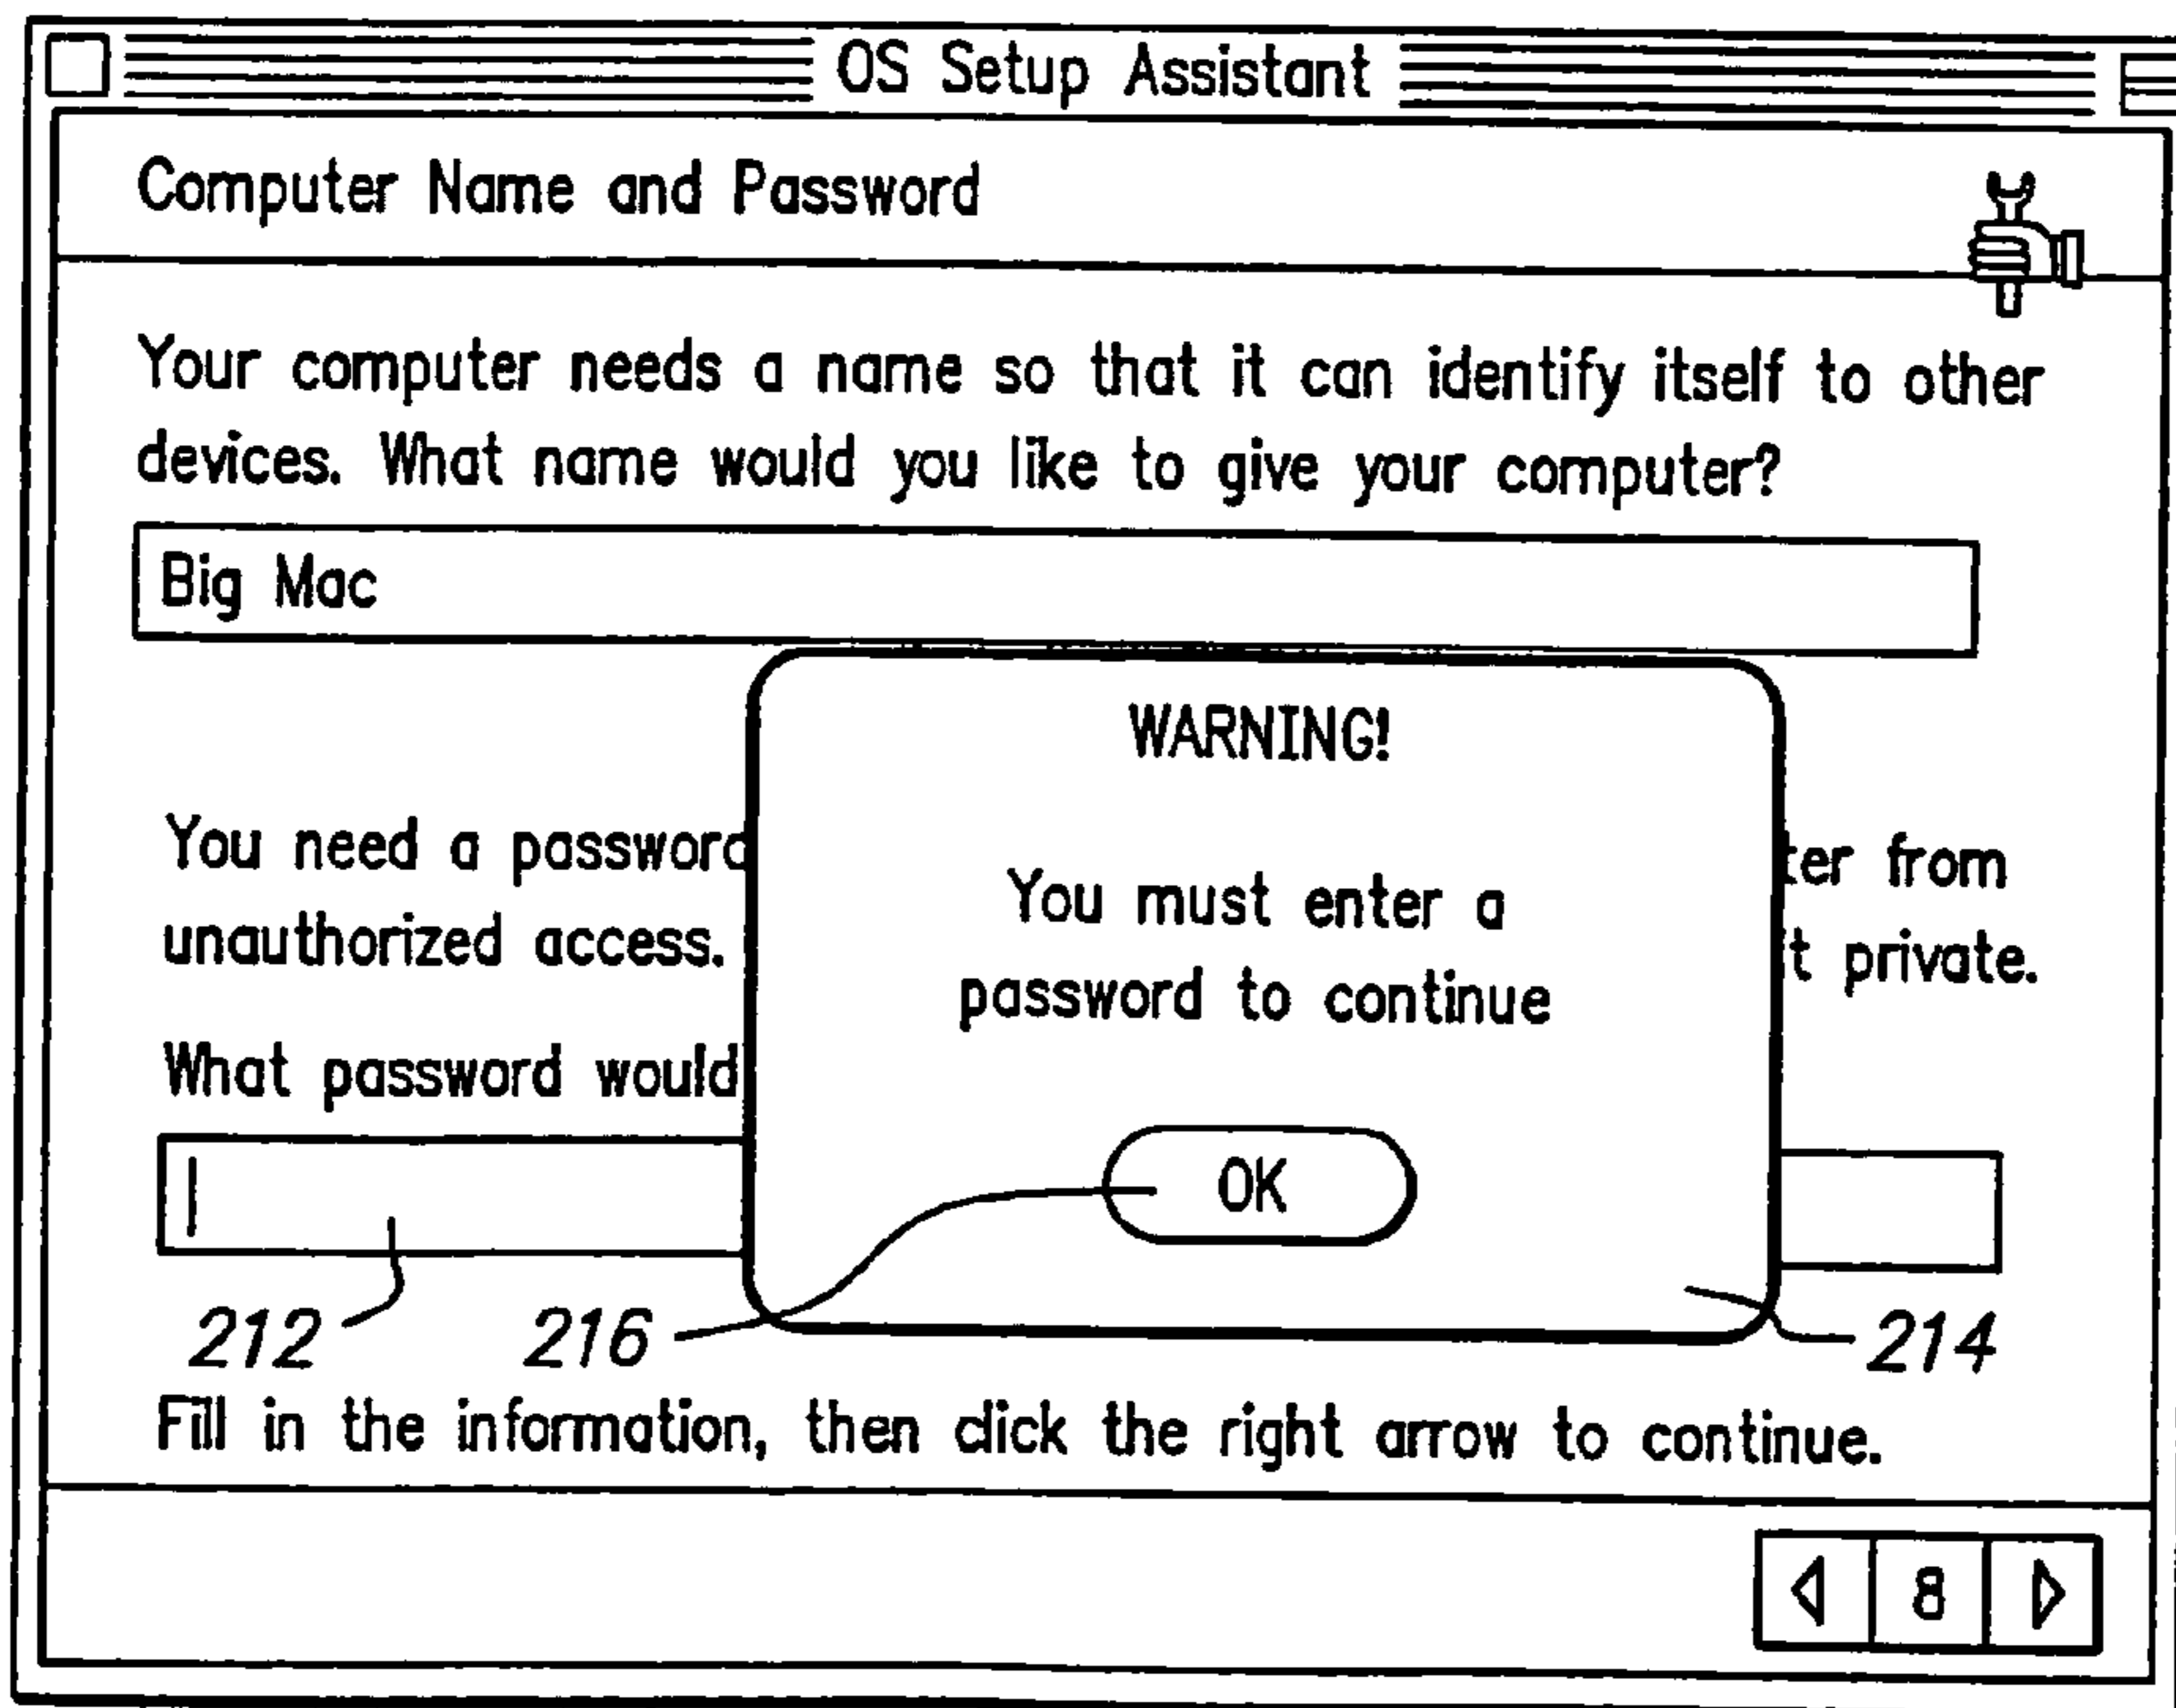 OS Setup Assistant
Computer Name and Password
Your computer needs a name so that it can identify itself to other
devices. What name would you like to give your computer?
Big Mac
WARNING!
You need a password ter from
You must enter a
unauthorized access. it private.
password to continue
What password would
OK
212 216 214
Fill in the information, then click the right arrow to continue.
8